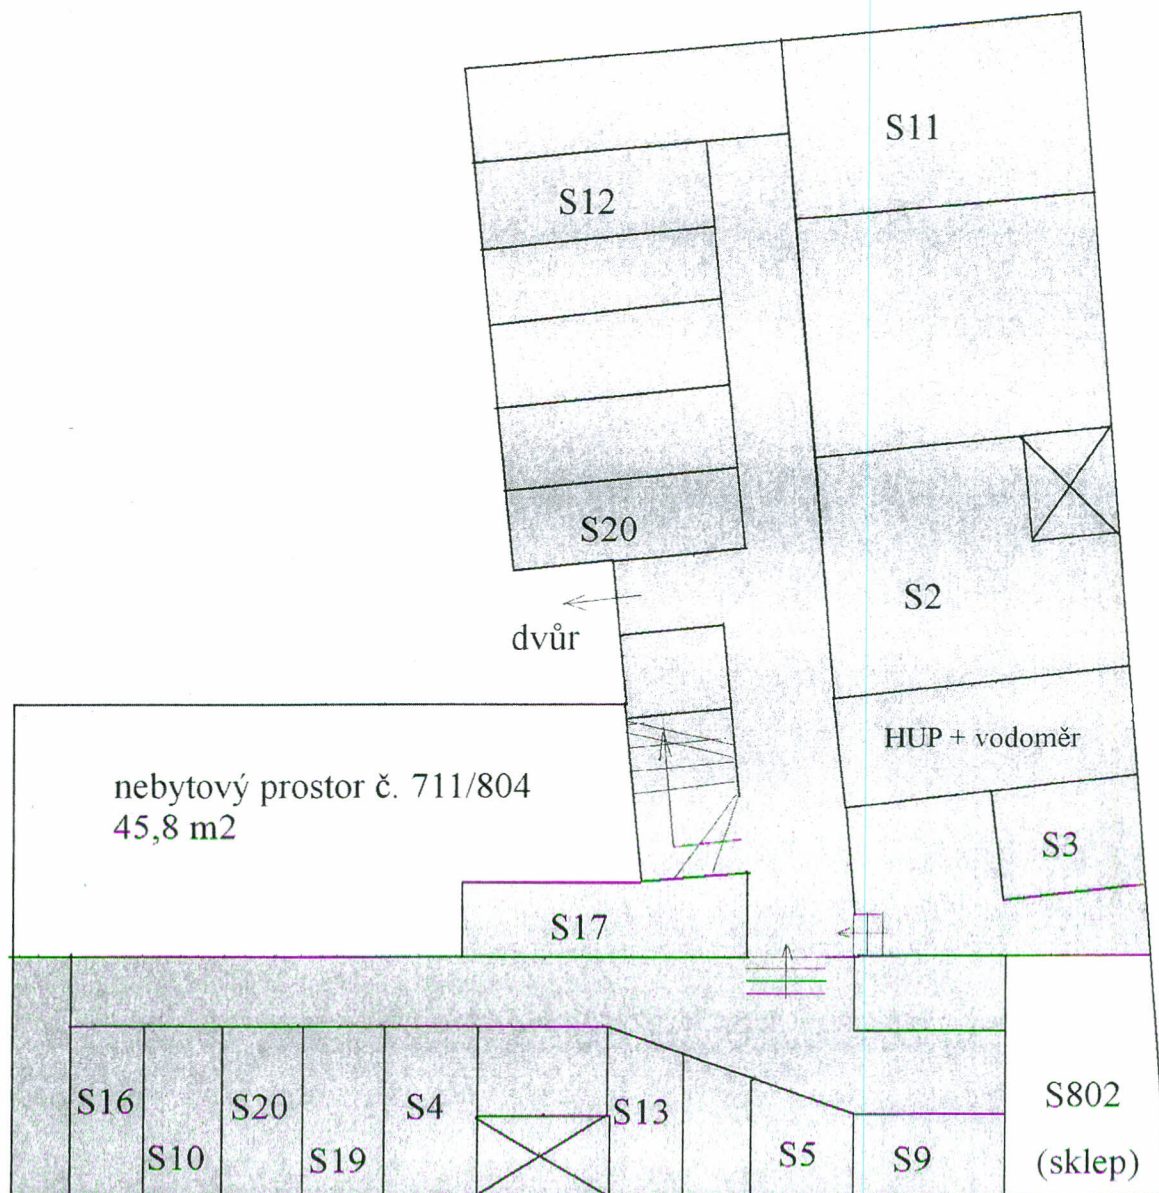 S11
S12
S20
S2
dvůr
HUP + vodoměr
nebytový prostor č. 711/804
45,8 m2
S3
S17
S16
S20
S4
S13
S802
S10
S19
S5
S9
(sklep)